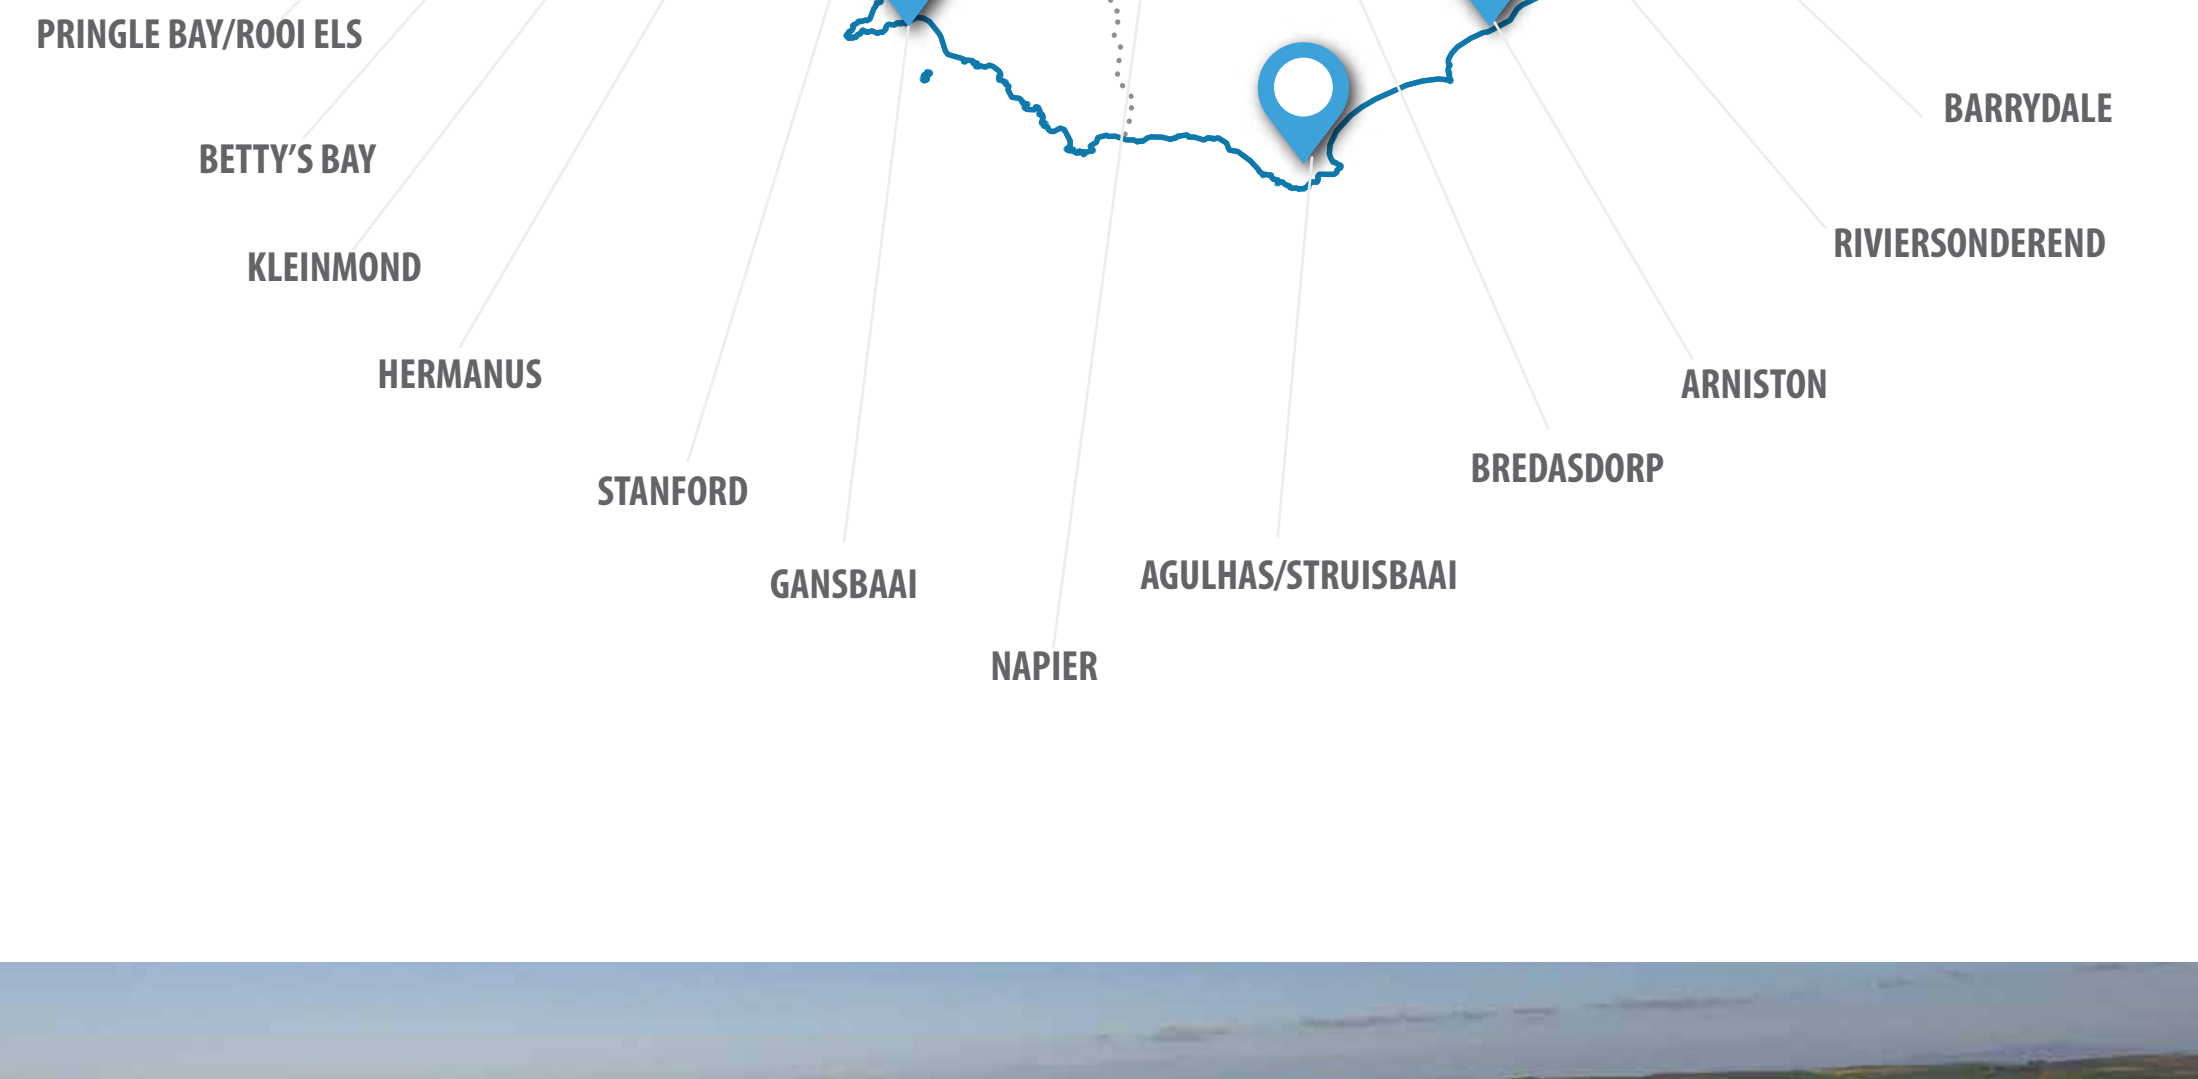 PRINGLE BAY/ROOI ELS
BARRYDALE
BETTY’S BAY
RIVIERSONDEREND
KLEINMOND
HERMANUS
ARNISTON
BREDASDORP
STANFORD
AGULHAS/STRUISBAAI
GANSBAAI
NAPIER